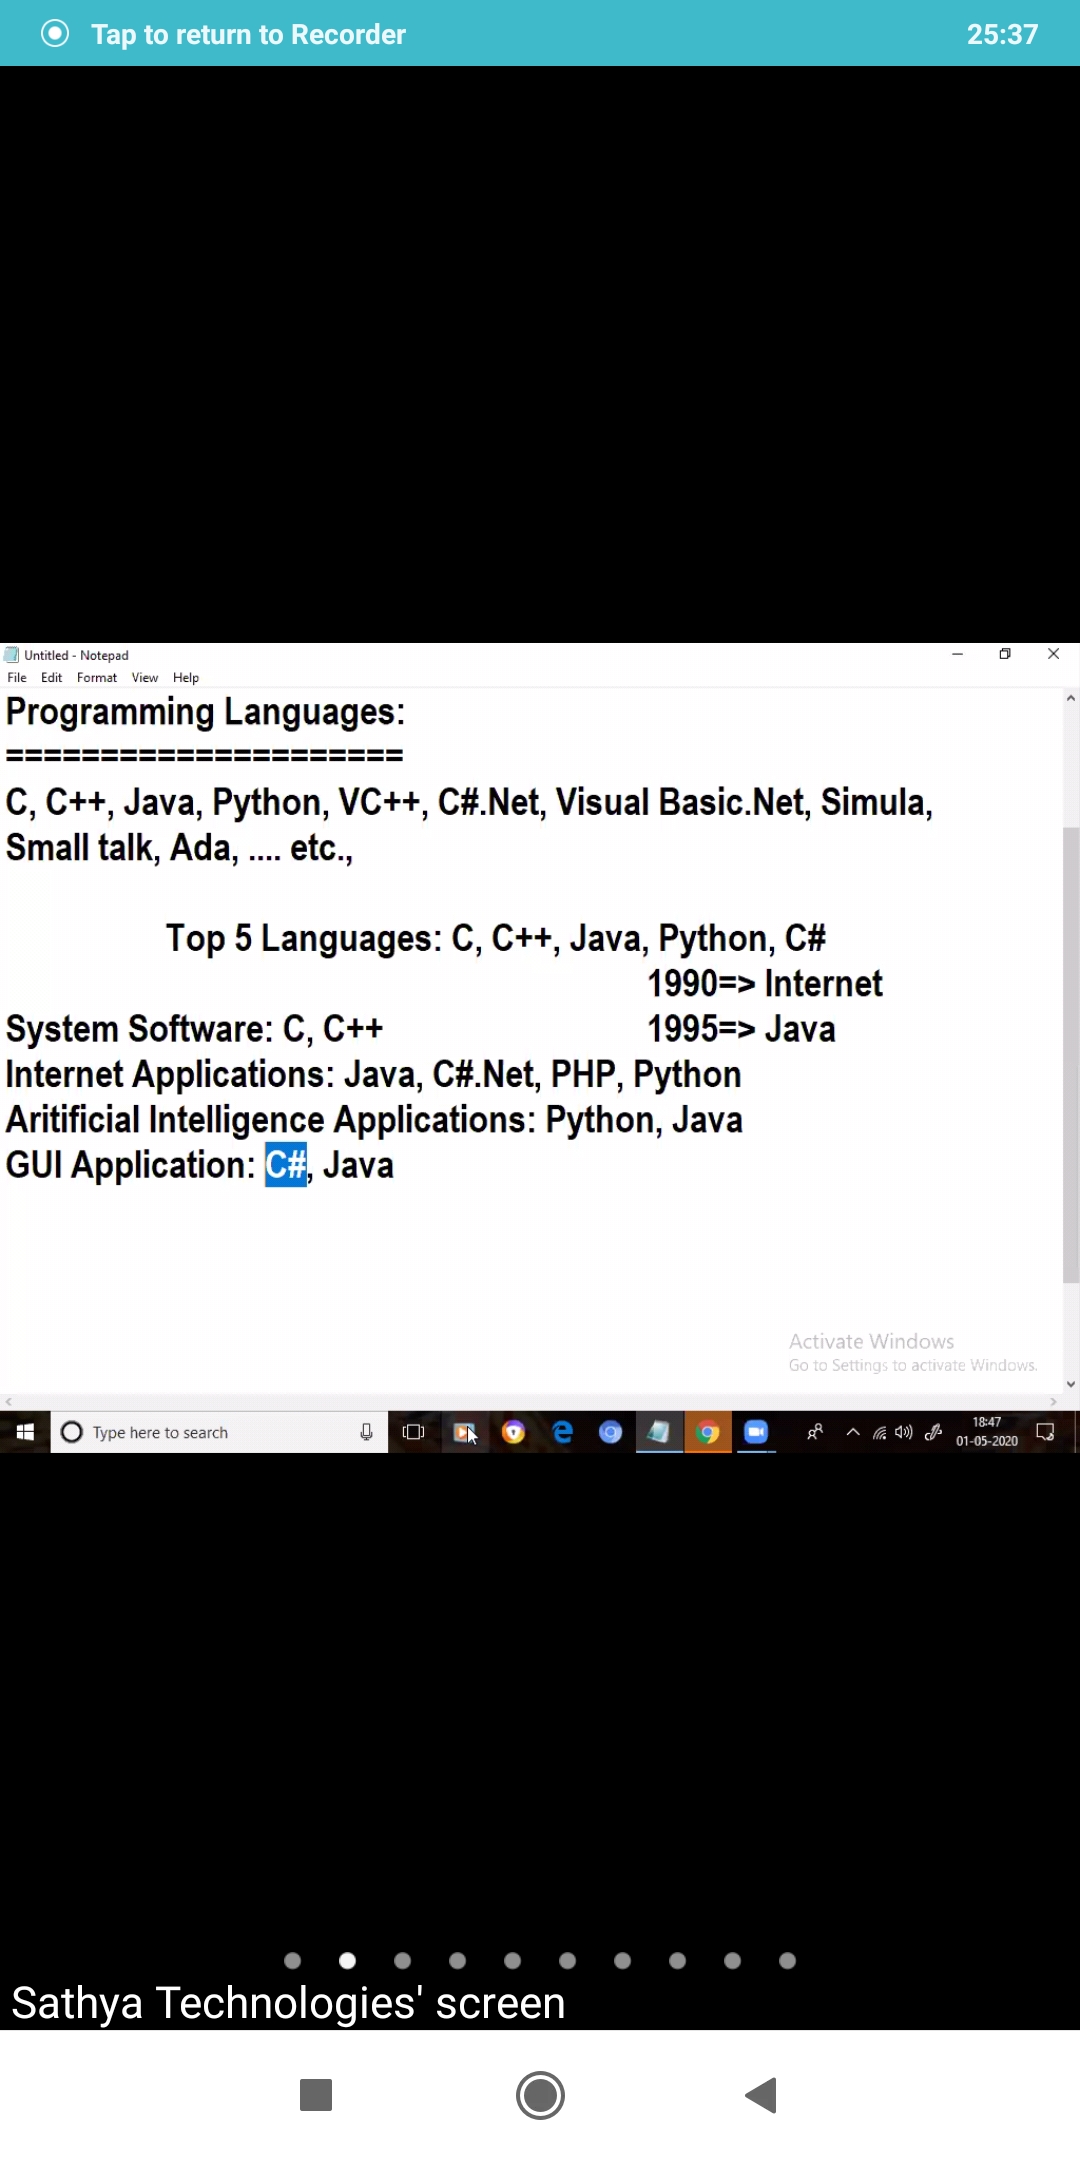 Tap to return to Recorder 25:37
Untitled - Notepad
File Edit Format View Help
Programming Languages:
=====================
C, C++, Java, Python, VC++, C#.Net, Visual Basic.Net, Simula,
Small talk, Ada, .... etc.,
Top 5 Languages: C, C++, Java, Python, C#
1990=> Internet
System Software: C, C++ 1995=> Java
Internet Applications: Java, C#.Net, PHP, Python
Aritificial Intelligence Applications: Python, Java
GUI Application: C#, Java
Activate Windows
Go to Settings to activate Windows.
Type here to search 18:47
01-05-2020
Sathya Technologies' screen